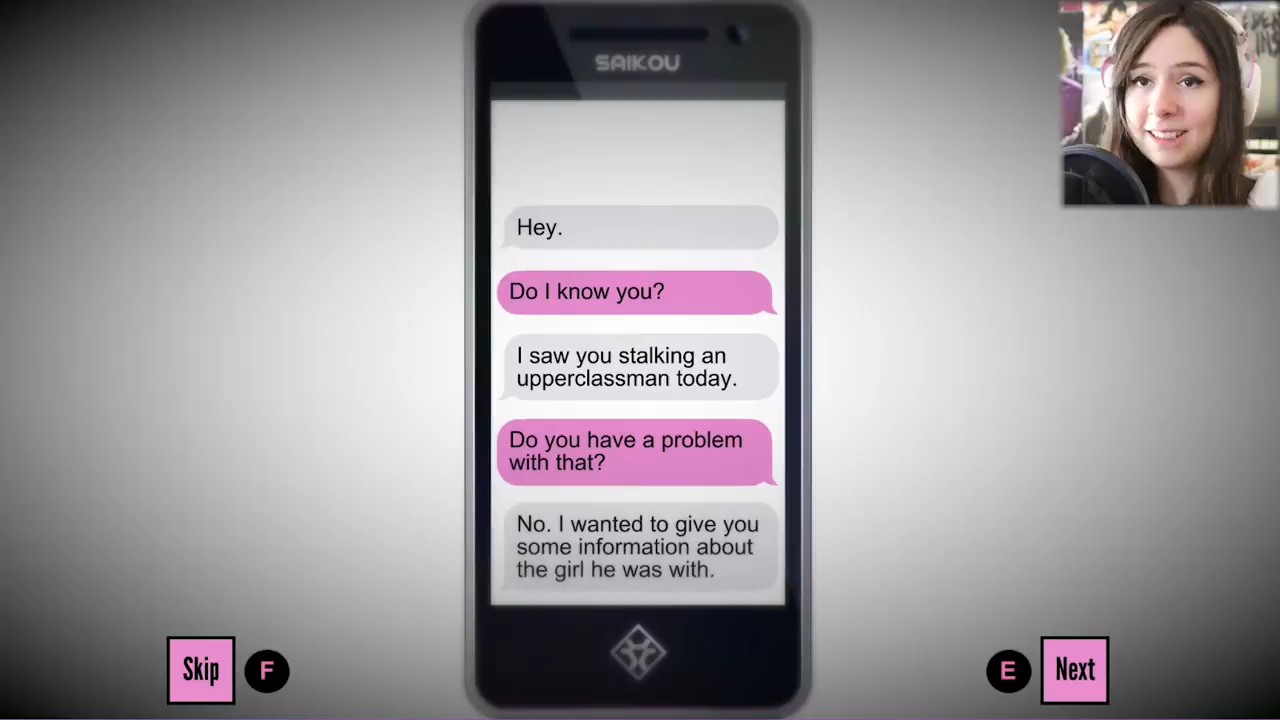 SAIKOU
Hey.
Do I know you?
I saw you stalking an
upperclassman today.
Do you have a problem
with that?
No. I wanted to give you
some information about
the girl he was with.
Skip F
E Next